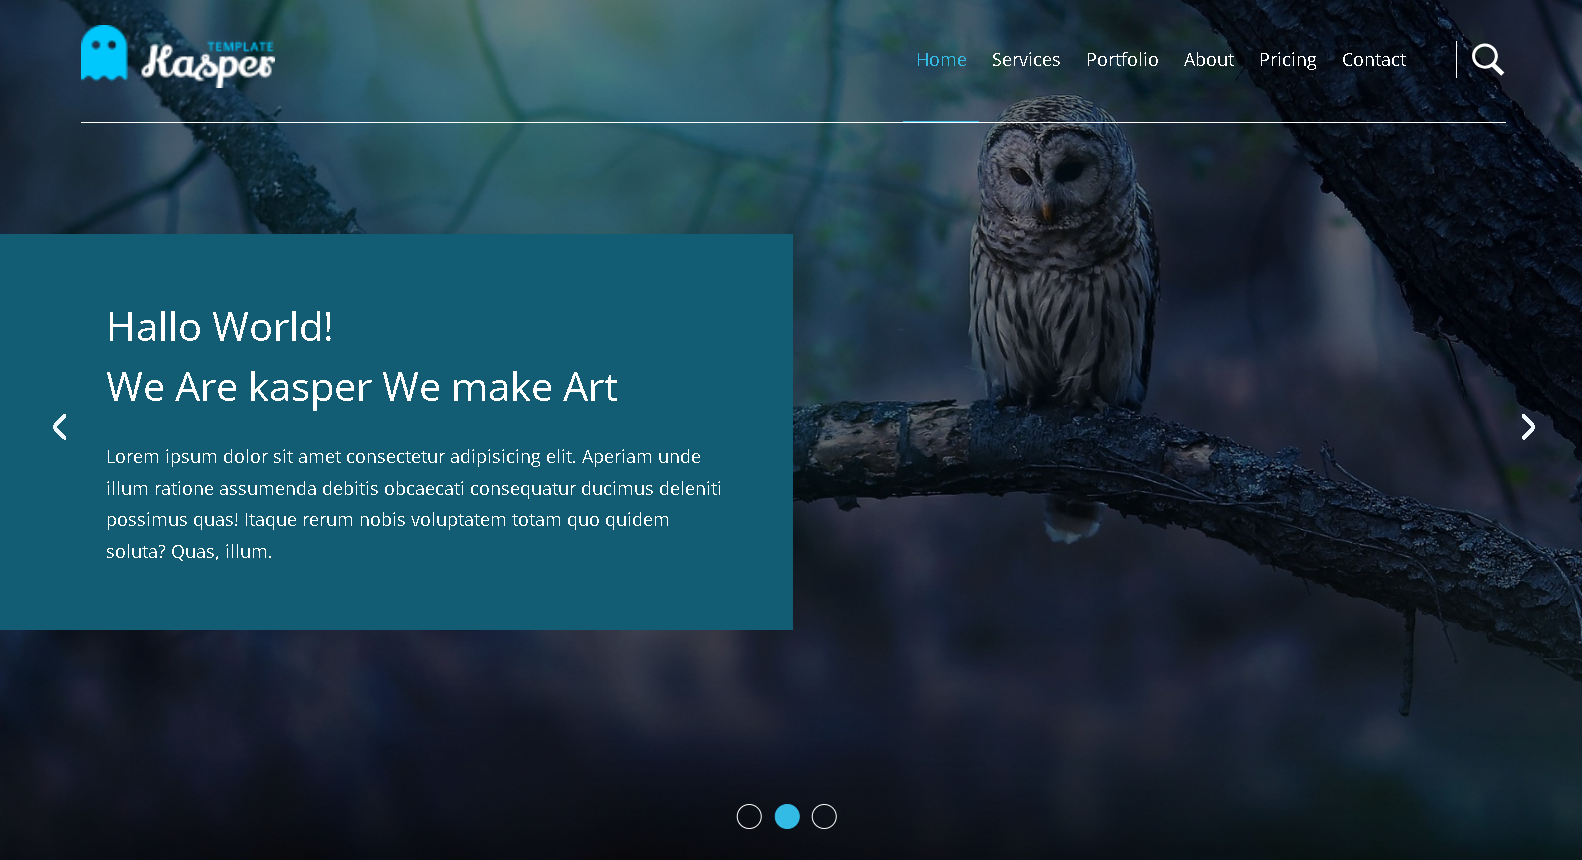 TEMPLATE
Kasper
Home Services Portfolio About Pricing Contact
Hallo World!
We Are kasper We make Art
Lorem ipsum dolor sit amet consectetur adipisicing elit. Aperiam unde
illum ratione assumenda debitis obcaecati consequatur ducimus deleniti
possimus quas! Itaque rerum nobis voluptatem totam quo quidem
soluta? Quas, illum.